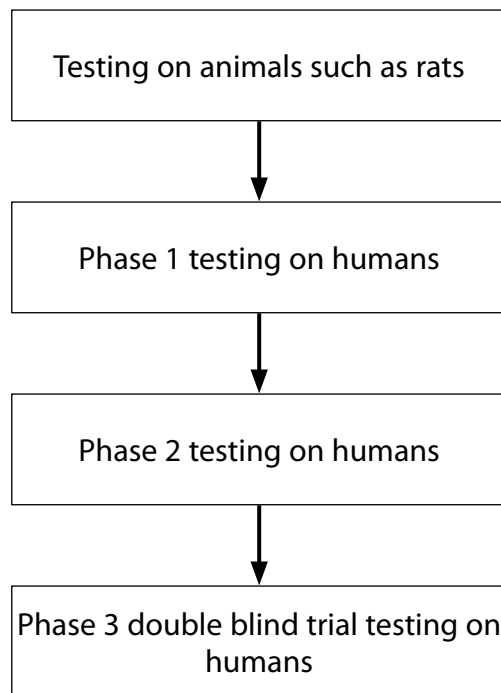 Testing on animals such as rats
Phase 1 testing on humans
Phase 2 testing on humans
Phase 3 double blind trial testing on
humans